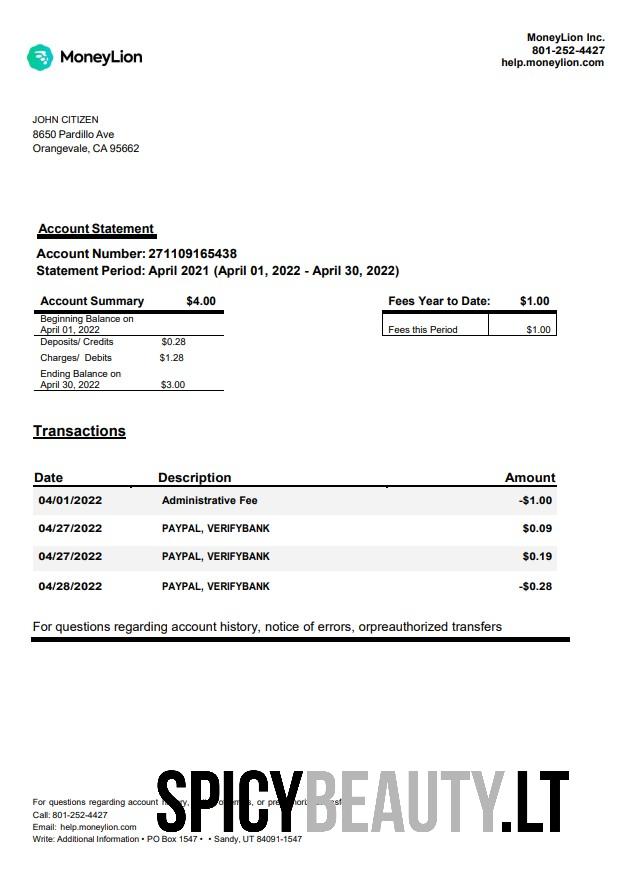 MoneyLion
MoneyLion Inc.
801-252-4427
help.moneylion.com
JOHN CITIZEN
8650 Pardillo Ave
Orangevale, CA 95662
Account Statement
Account Number: 271109165438
Statement Period: April 2021 (April 01, 2022 - April 30, 2022)
Account Summary $4.00
Beginning Balance on
April 01, 2022
Deposits/ Credits $0.28
Charges/ Debits $1.28
Ending Balance on
April 30, 2022 $3.00
Fees Year to Date: $1.00
Fees this Period $1.00
Transactions
Date Description Amount
04/01/2022 Administrative Fee -$1.00
04/27/2022 PAYPAL, VERIFYBANK $0.09
04/27/2022 PAYPAL, VERIFYBANK $0.19
04/28/2022 PAYPAL, VERIFYBANK -$0.28
For questions regarding account history, notice of errors, orpreauthorized transfers
SPICYBEAUTY.LT
For questions regarding account
Call: 801-252-4427
Email: help.moneylion.com
Write: Additional Information • PO Box 1547 • • Sandy, UT 84091-1547